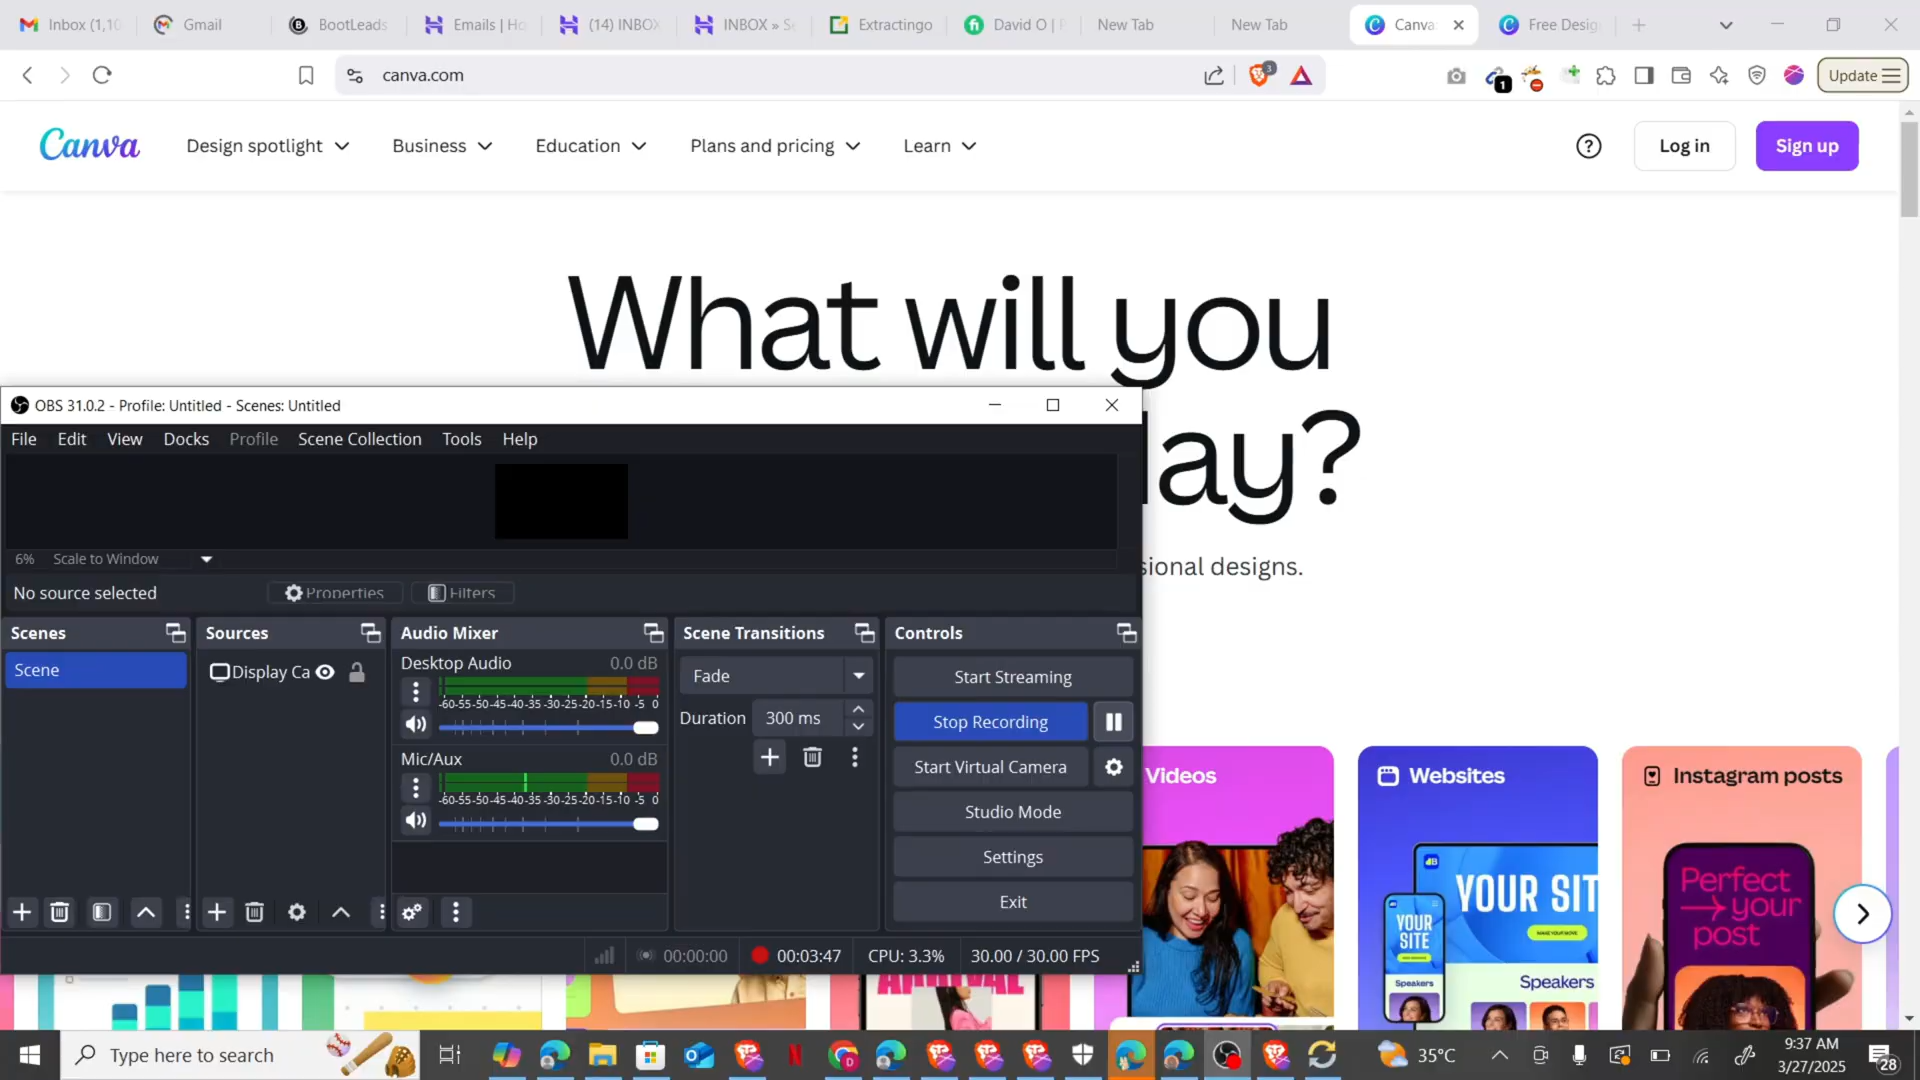 Inbox (1,10
Gmail
BootLeads
Emails | Ho
(14) INBOX
INBOX » Se
Extractingo
David O | F
New Tab
New Tab
Canva
Free Desig
canva.com
3
1
Update
Canva
Design spotlight
Business
Education
Plans and pricing
Learn
Log in
Sign up
What will you
ay?
sional designs.
OBS 31.0.2 - Profile: Untitled - Scenes: Untitled
File Edit View Docks Profile Scene Collection Tools Help
6% Scale to Window
No source selected
Properties
Filters
Scenes
Scene
Sources
Display Ca
Audio Mixer
Desktop Audio 0.0 dB
-60 -55 -50 -45 -40 -35 -30 -25 -20 -15 -10 -5 0
Mic/Aux 0.0 dB
-60 -55 -50 -45 -40 -35 -30 -25 -20 -15 -10 -5 0
Scene Transitions
Fade
Duration 300 ms
Controls
Start Streaming
Stop Recording
Start Virtual Camera
Studio Mode
Settings
Exit
00:00:00
00:03:47
CPU: 3.3%
30.00 / 30.00 FPS
Videos
Websites
YOUR SIT
YOUR
SITE
Speakers
Speakers
Instagram posts
Perfect
your
post
ARRIVAL
Type here to search
35°C
9:37 AM
3/27/2025
28